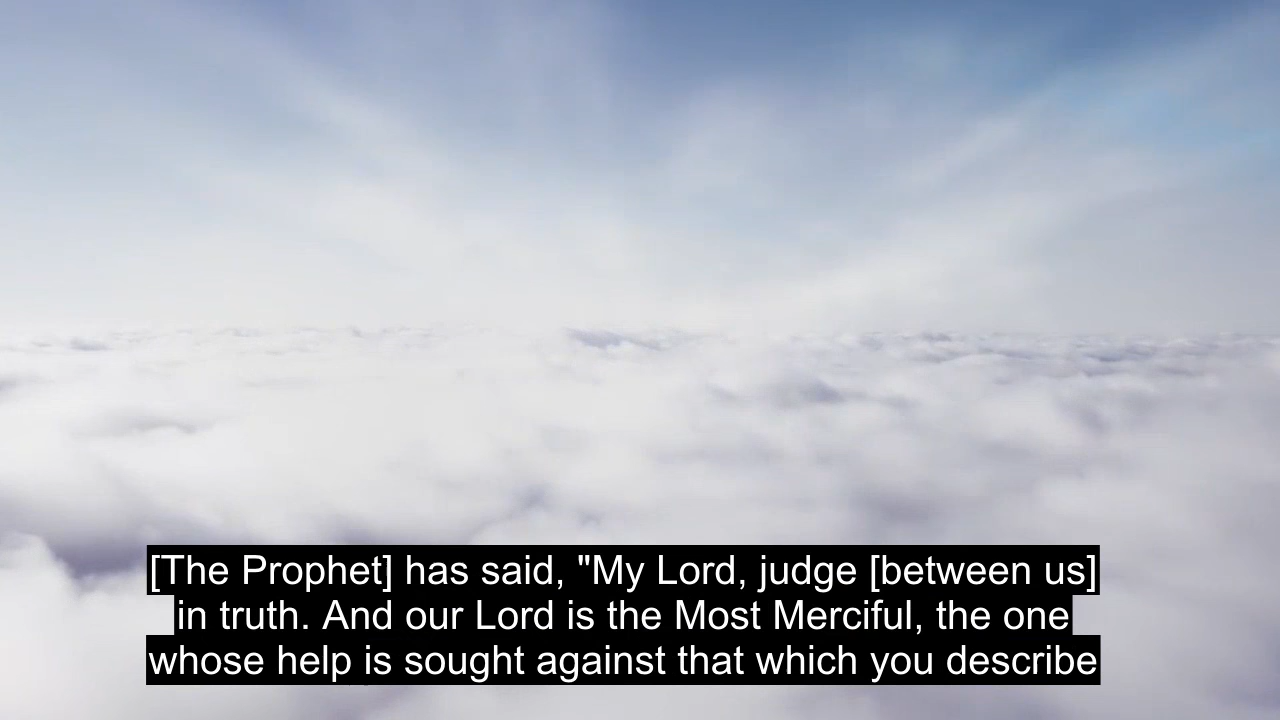 [The Prophet] has said, "My Lord, judge [between us]
in truth. And our Lord is the Most Merciful, the one
whose help is sought against that which you describe